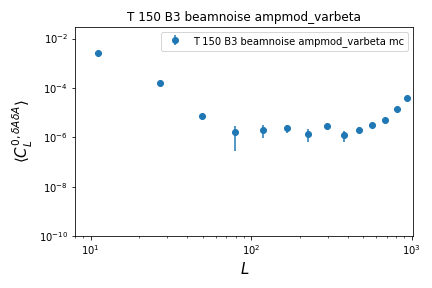 T 150 B3 beamnoise ampmod_varbeta
T 150 B3 beamnoise ampmod_varbeta mc
10⁻²
10⁻⁴
10⁻⁶
10⁻⁸
10⁻¹⁰
⟨C_L^{0, δAδA}⟩
10¹
10²
10³
L